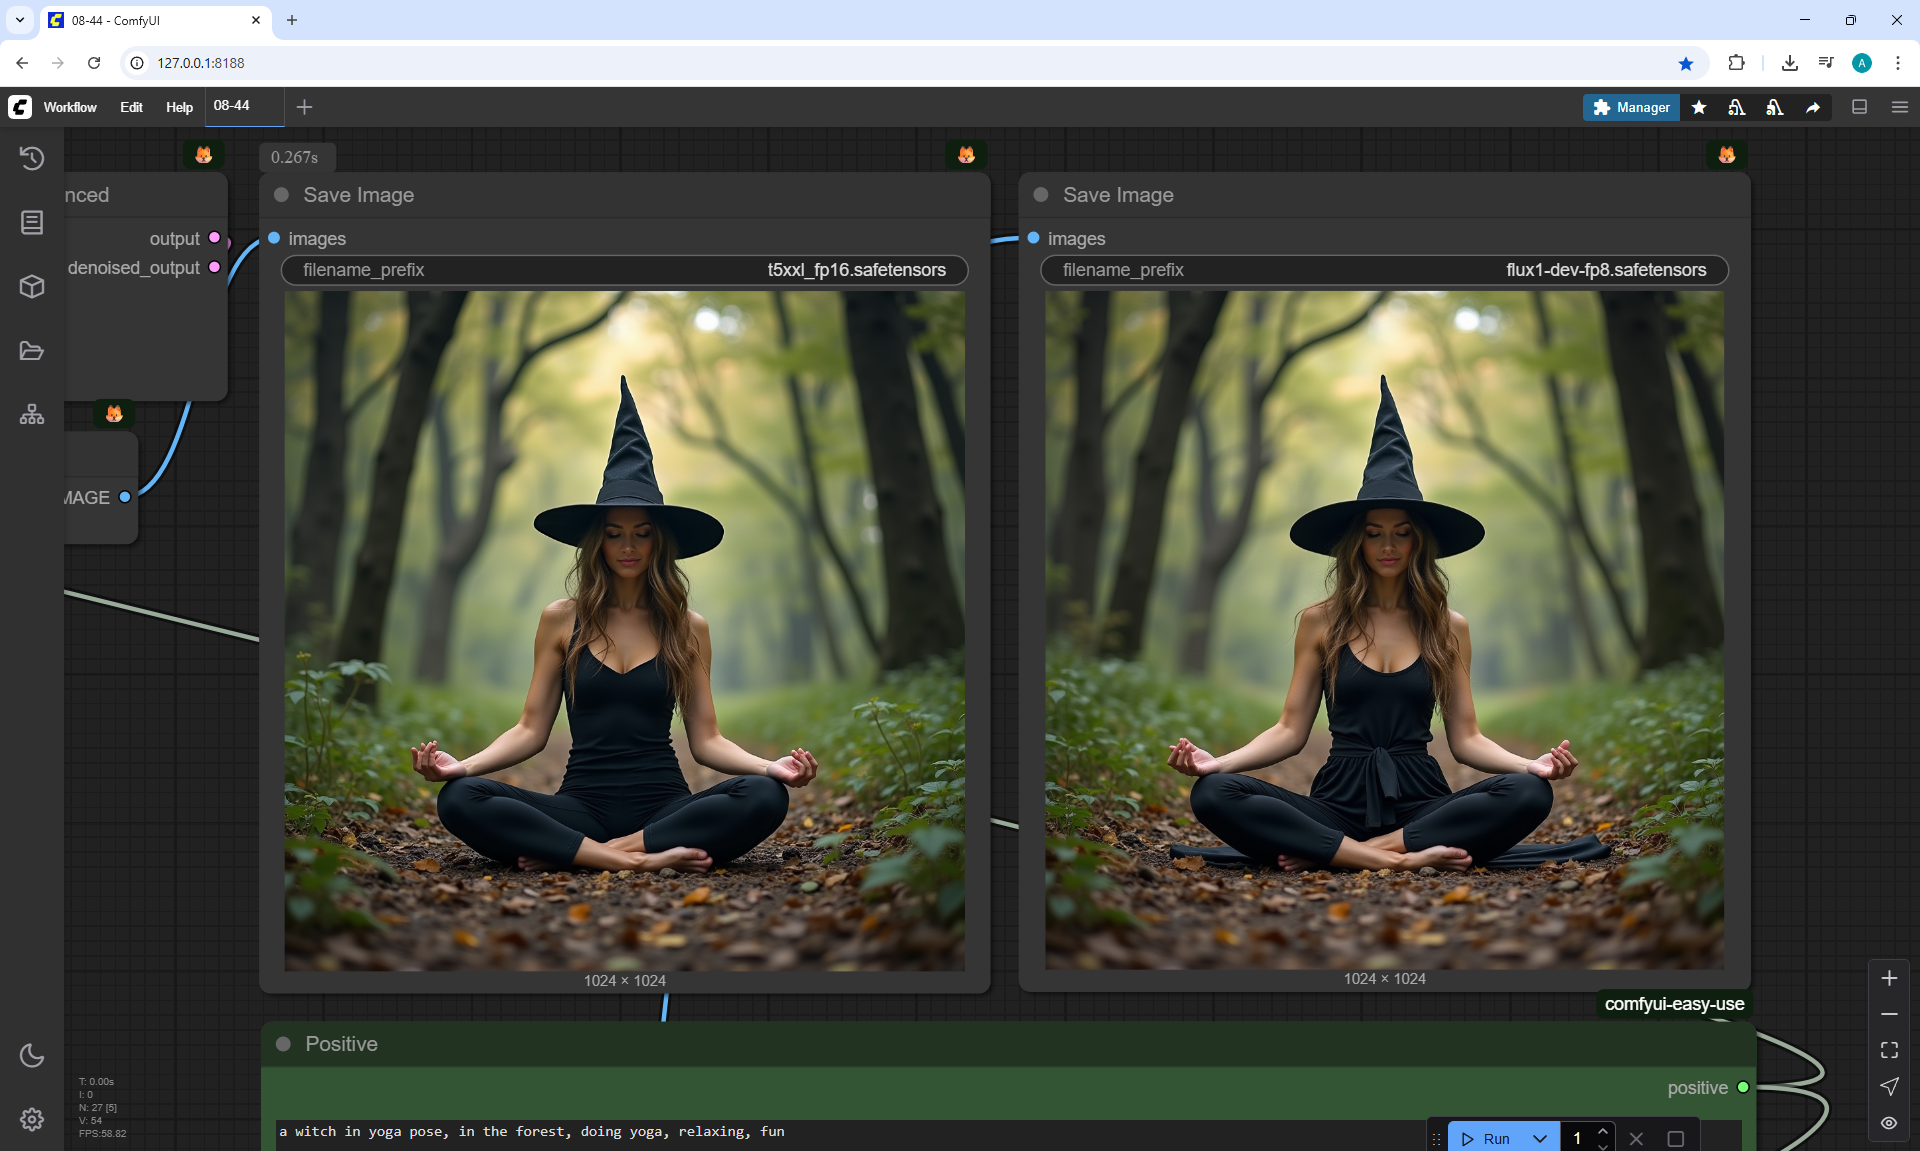 08-44 - ComfyUI
127.0.0.1:8188
A
Workflow Edit Help 08-44
Manager
0.267s
nced
Save Image
Save Image
output
images
images
denoised_output
filename_prefix t5xxl_fp16.safetensors
filename_prefix flux1-dev-fp8.safetensors
MAGE
1024 × 1024
1024 × 1024
comfyui-easy-use
Positive
positive
T: 0.00s
I: 0
N: 27 [5]
V: 54
FPS:58.82
a witch in yoga pose, in the forest, doing yoga, relaxing, fun
Run 1